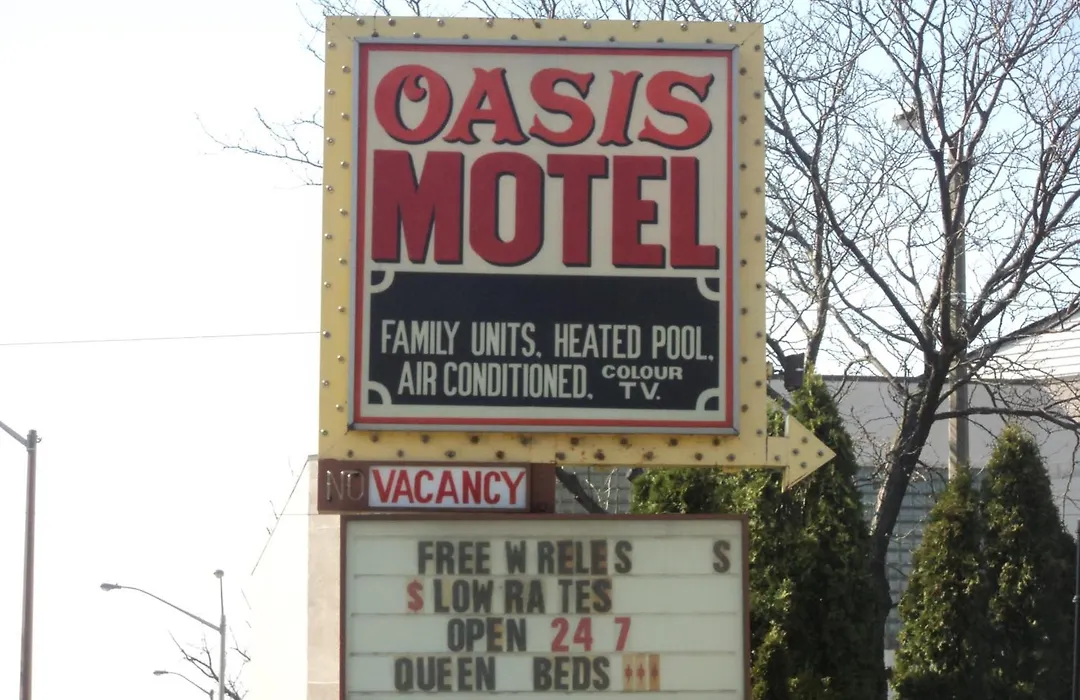 OASIS
MOTEL
FAMILY UNITS, HEATED POOL,
AIR CONDITIONED, COLOUR TV.
NO VACANCY
FREE W RELES S
$ LOW RA TES
OPEN 24 7
QUEEN BEDS